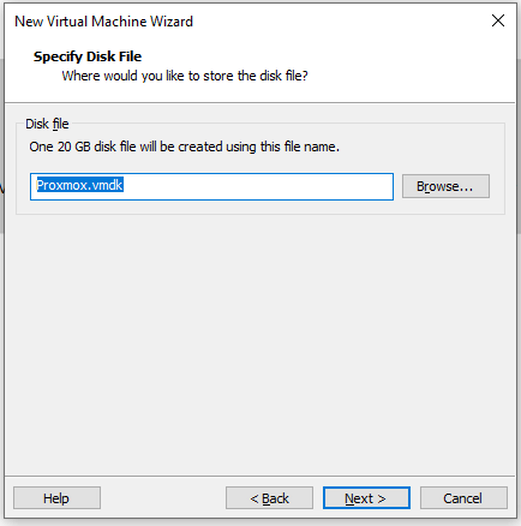 New Virtual Machine Wizard
Specify Disk File
Where would you like to store the disk file?
Disk file
One 20 GB disk file will be created using this file name.
Proxmox.vmdk
Browse...
Help
< Back
Next >
Cancel